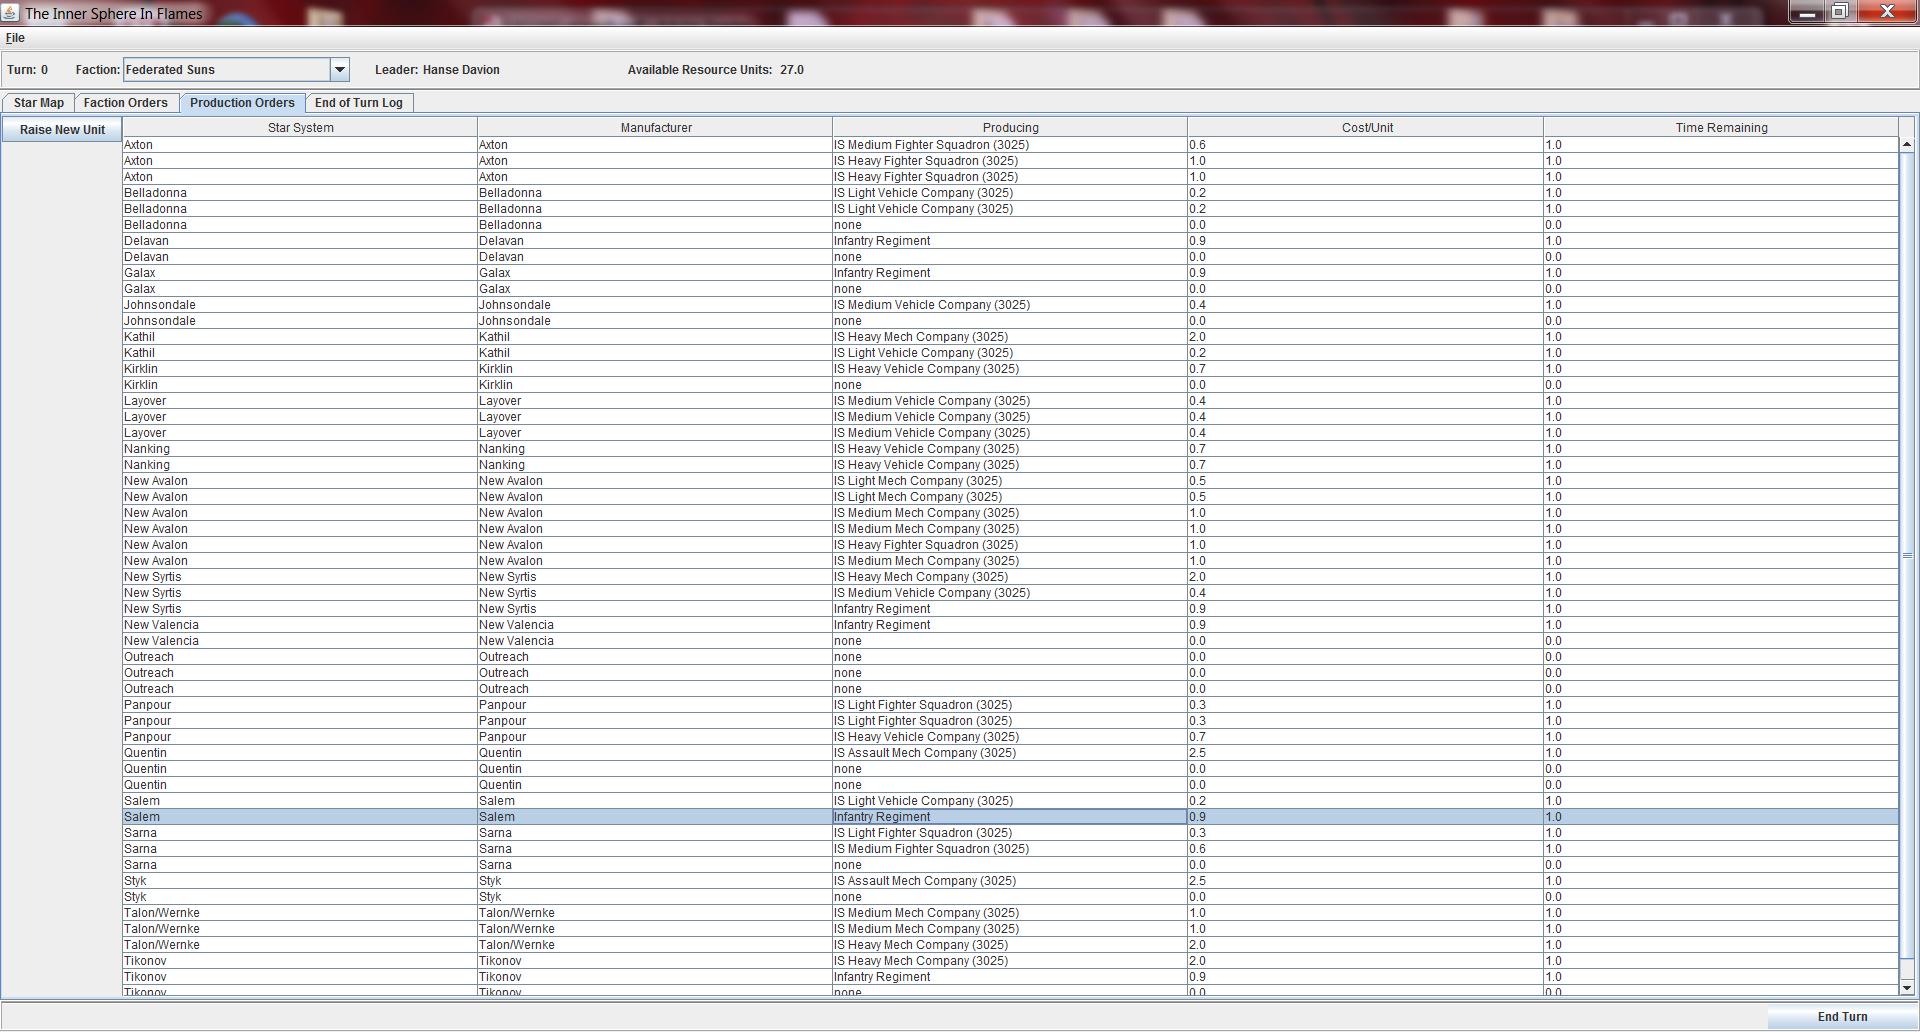 The Inner Sphere In Flames
File
Turn: 0 Faction: Federated Suns Leader: Hanse Davion Available Resource Units: 27.0
Star Map Faction Orders Production Orders End of Turn Log
Raise New Unit Star System Manufacturer Producing Cost/Unit Time Remaining
Axton Axton IS Medium Fighter Squadron (3025) 0.6 1.0
Axton Axton IS Heavy Fighter Squadron (3025) 1.0 1.0
Axton Axton IS Heavy Fighter Squadron (3025) 1.0 1.0
Belladonna Belladonna IS Light Vehicle Company (3025) 0.2 1.0
Belladonna Belladonna IS Light Vehicle Company (3025) 0.2 1.0
Belladonna Belladonna none 0.0 0.0
Delavan Delavan Infantry Regiment 0.9 1.0
Delavan Delavan none 0.0 0.0
Galax Galax Infantry Regiment 0.9 1.0
Galax Galax none 0.0 0.0
Johnsondale Johnsondale IS Medium Vehicle Company (3025) 0.4 1.0
Johnsondale Johnsondale none 0.0 0.0
Kathil Kathil IS Heavy Mech Company (3025) 2.0 1.0
Kathil Kathil IS Light Vehicle Company (3025) 0.2 1.0
Kirklin Kirklin IS Heavy Vehicle Company (3025) 0.7 1.0
Kirklin Kirklin none 0.0 0.0
Layover Layover IS Medium Vehicle Company (3025) 0.4 1.0
Layover Layover IS Medium Vehicle Company (3025) 0.4 1.0
Layover Layover IS Medium Vehicle Company (3025) 0.4 1.0
Nanking Nanking IS Heavy Vehicle Company (3025) 0.7 1.0
Nanking Nanking IS Heavy Vehicle Company (3025) 0.7 1.0
New Avalon New Avalon IS Light Mech Company (3025) 0.5 1.0
New Avalon New Avalon IS Light Mech Company (3025) 0.5 1.0
New Avalon New Avalon IS Medium Mech Company (3025) 1.0 1.0
New Avalon New Avalon IS Medium Mech Company (3025) 1.0 1.0
New Avalon New Avalon IS Heavy Fighter Squadron (3025) 1.0 1.0
New Avalon New Avalon IS Medium Mech Company (3025) 1.0 1.0
New Syrtis New Syrtis IS Heavy Mech Company (3025) 2.0 1.0
New Syrtis New Syrtis IS Medium Vehicle Company (3025) 0.4 1.0
New Syrtis New Syrtis Infantry Regiment 0.9 1.0
New Valencia New Valencia Infantry Regiment 0.9 1.0
New Valencia New Valencia none 0.0 0.0
Outreach Outreach none 0.0 0.0
Outreach Outreach none 0.0 0.0
Outreach Outreach none 0.0 0.0
Panpour Panpour IS Light Fighter Squadron (3025) 0.3 1.0
Panpour Panpour IS Light Fighter Squadron (3025) 0.3 1.0
Panpour Panpour IS Heavy Vehicle Company (3025) 0.7 1.0
Quentin Quentin IS Assault Mech Company (3025) 2.5 1.0
Quentin Quentin none 0.0 0.0
Quentin Quentin none 0.0 0.0
Salem Salem IS Light Vehicle Company (3025) 0.2 1.0
Salem Salem Infantry Regiment 0.9 1.0
Sarna Sarna IS Light Fighter Squadron (3025) 0.3 1.0
Sarna Sarna IS Medium Fighter Squadron (3025) 0.6 1.0
Sarna Sarna none 0.0 0.0
Styk Styk IS Assault Mech Company (3025) 2.5 1.0
Styk Styk none 0.0 0.0
Talon/Wernke Talon/Wernke IS Medium Mech Company (3025) 1.0 1.0
Talon/Wernke Talon/Wernke IS Medium Mech Company (3025) 1.0 1.0
Talon/Wernke Talon/Wernke IS Heavy Mech Company (3025) 2.0 1.0
Tikonov Tikonov IS Heavy Mech Company (3025) 2.0 1.0
Tikonov Tikonov Infantry Regiment 0.9 1.0
Tikonov Tikonov none 0.0 0.0
End Turn